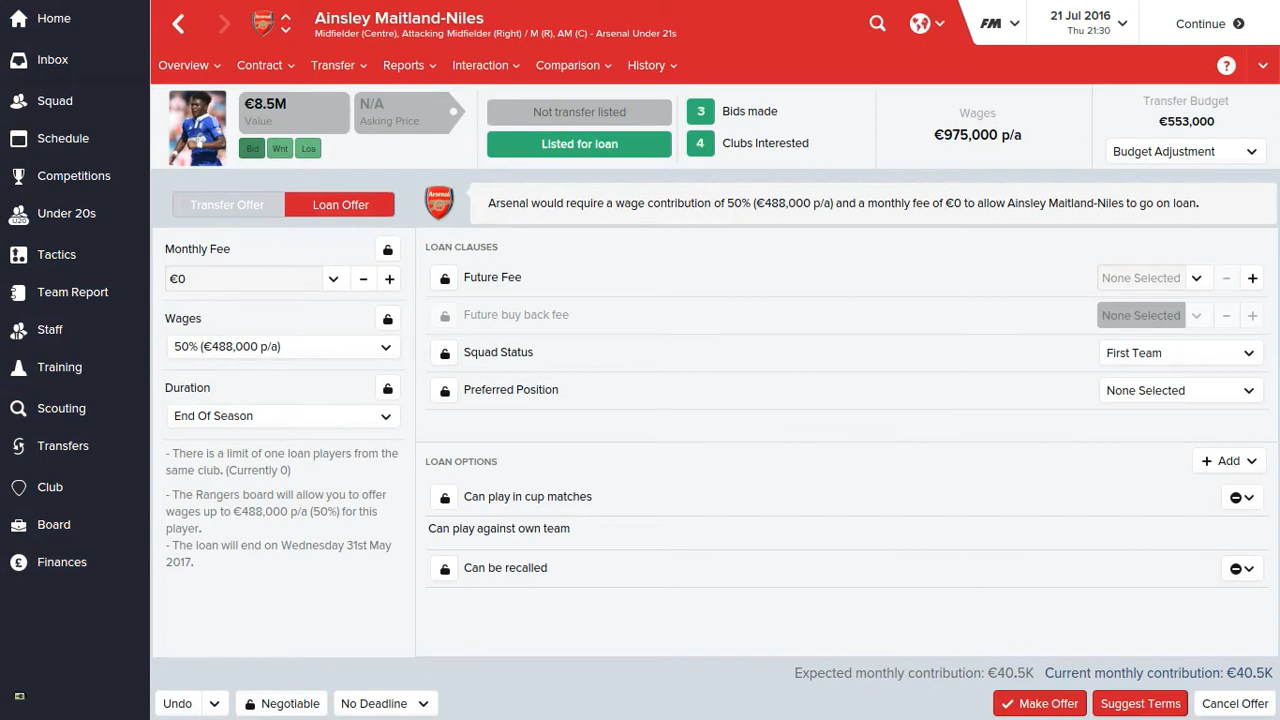 Home
Inbox
Squad
Schedule
Competitions
Under 20s
Tactics
Team Report
Staff
Training
Scouting
Transfers
Club
Board
Finances
Ainsley Maitland-Niles
Midfielder (Centre), Attacking Midfielder (Right) / M (R), AM (C) - Arsenal Under 21s
FM
21 Jul 2016
Thu 21:30
Continue
Overview
Contract
Transfer
Reports
Interaction
Comparison
History
?
€8.5M
Value
N/A
Asking Price
Bid
Wnt
Loa
Not transfer listed
Listed for loan
3 Bids made
4 Clubs Interested
Wages
€975,000 p/a
Transfer Budget
€553,000
Budget Adjustment
Transfer Offer
Loan Offer
Arsenal
Arsenal would require a wage contribution of 50% (€488,000 p/a) and a monthly fee of €0 to allow Ainsley Maitland-Niles to go on loan.
Monthly Fee
€0
Wages
50% (€488,000 p/a)
Duration
End Of Season
- There is a limit of one loan players from the
same club. (Currently 0)
- The Rangers board will allow you to offer
wages up to €488,000 p/a (50%) for this
player.
- The loan will end on Wednesday 31st May
2017.
LOAN CLAUSES
Future Fee
None Selected
Future buy back fee
None Selected
Squad Status
First Team
Preferred Position
None Selected
LOAN OPTIONS
+ Add
Can play in cup matches
Can play against own team
Can be recalled
Expected monthly contribution: €40.5K
Current monthly contribution: €40.5K
Undo
Negotiable
No Deadline
Make Offer
Suggest Terms
Cancel Offer